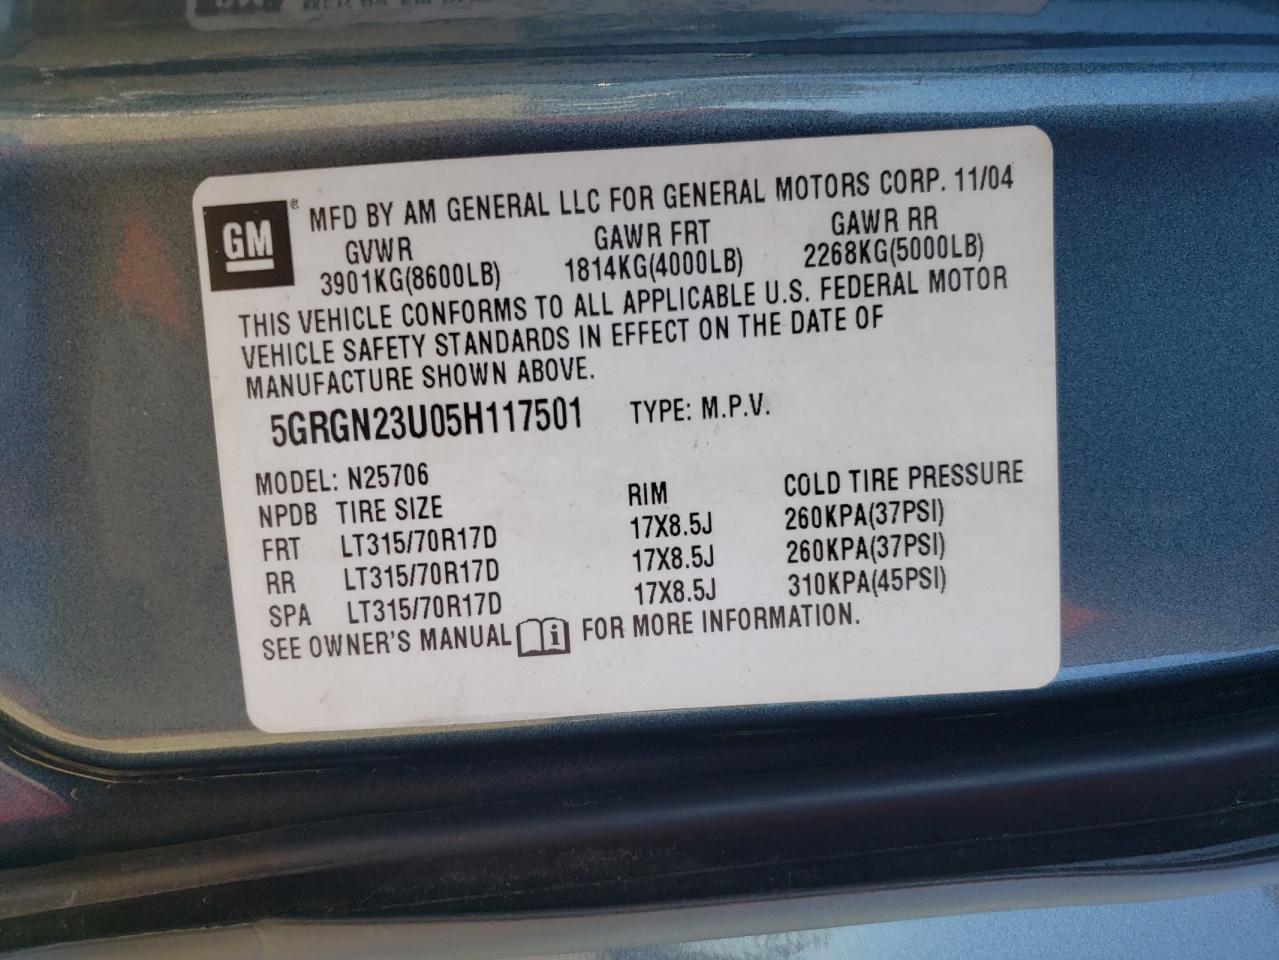 GM ® MFD BY AM GENERAL LLC FOR GENERAL MOTORS CORP. 11/04
GVWR GAWR FRT GAWR RR
3901KG(8600LB) 1814KG(4000LB) 2268KG(5000LB)
THIS VEHICLE CONFORMS TO ALL APPLICABLE U.S. FEDERAL MOTOR
VEHICLE SAFETY STANDARDS IN EFFECT ON THE DATE OF
MANUFACTURE SHOWN ABOVE.
5GRGN23U05H117501 TYPE: M.P.V.
MODEL: N25706
NPDB TIRE SIZE RIM COLD TIRE PRESSURE
FRT LT315/70R17D 17X8.5J 260KPA(37PSI)
RR LT315/70R17D 17X8.5J 260KPA(37PSI)
SPA LT315/70R17D 17X8.5J 310KPA(45PSI)
SEE OWNER'S MANUAL i FOR MORE INFORMATION.